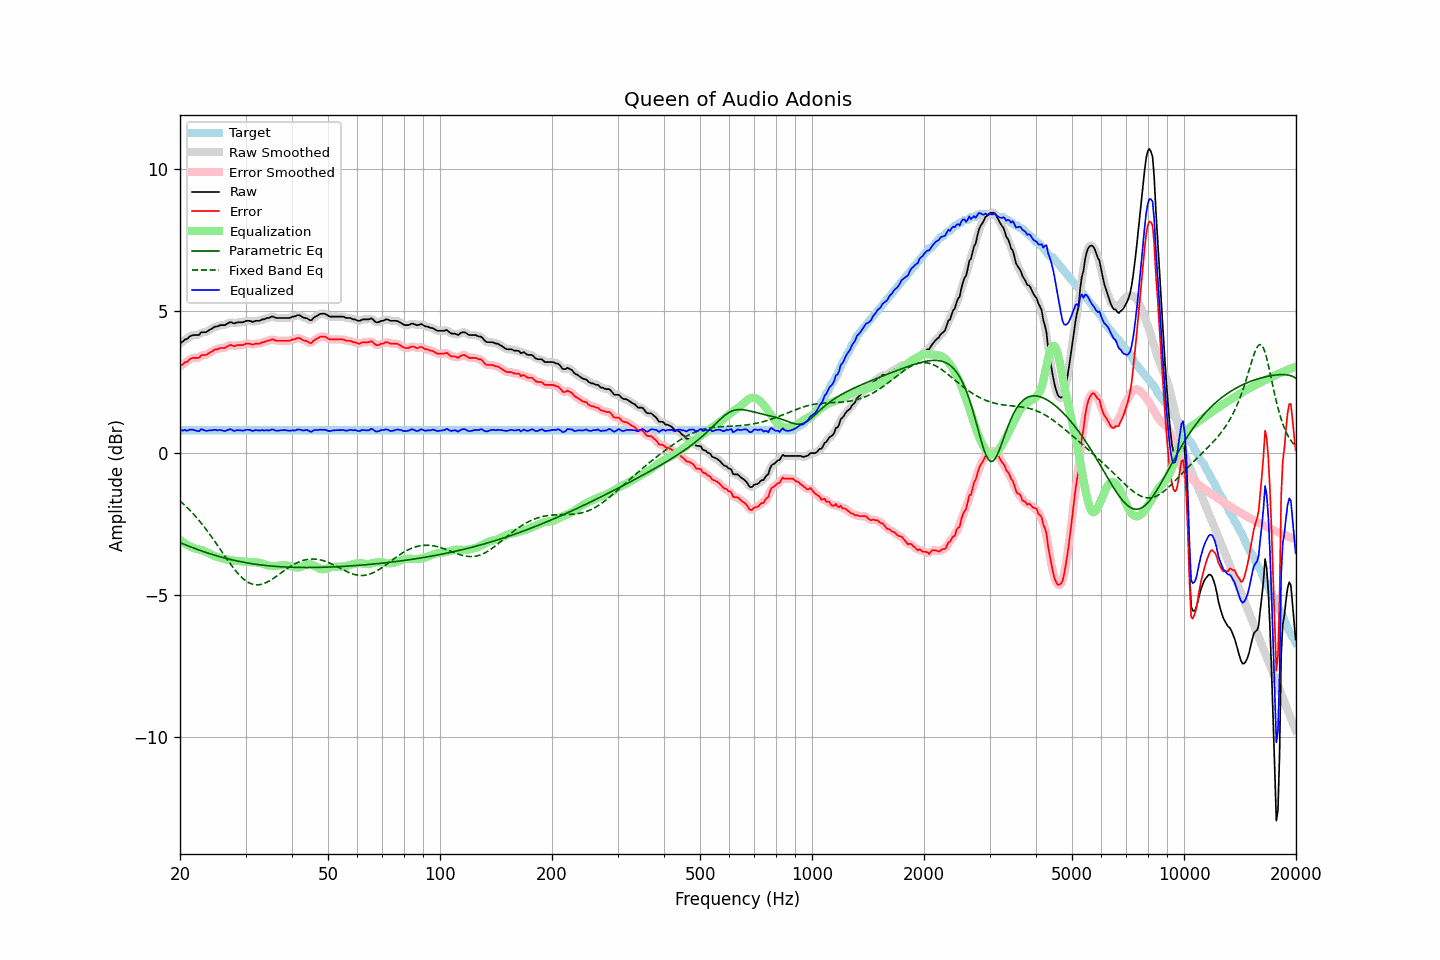 Queen of Audio Adonis
Target
Raw Smoothed
Error Smoothed
Raw
Error
Equalization
Parametric Eq
Fixed Band Eq
Equalized
10
5
0
−5
−10
Amplitude (dBr)
20
50
100
200
500
1000
2000
5000
10000
20000
Frequency (Hz)